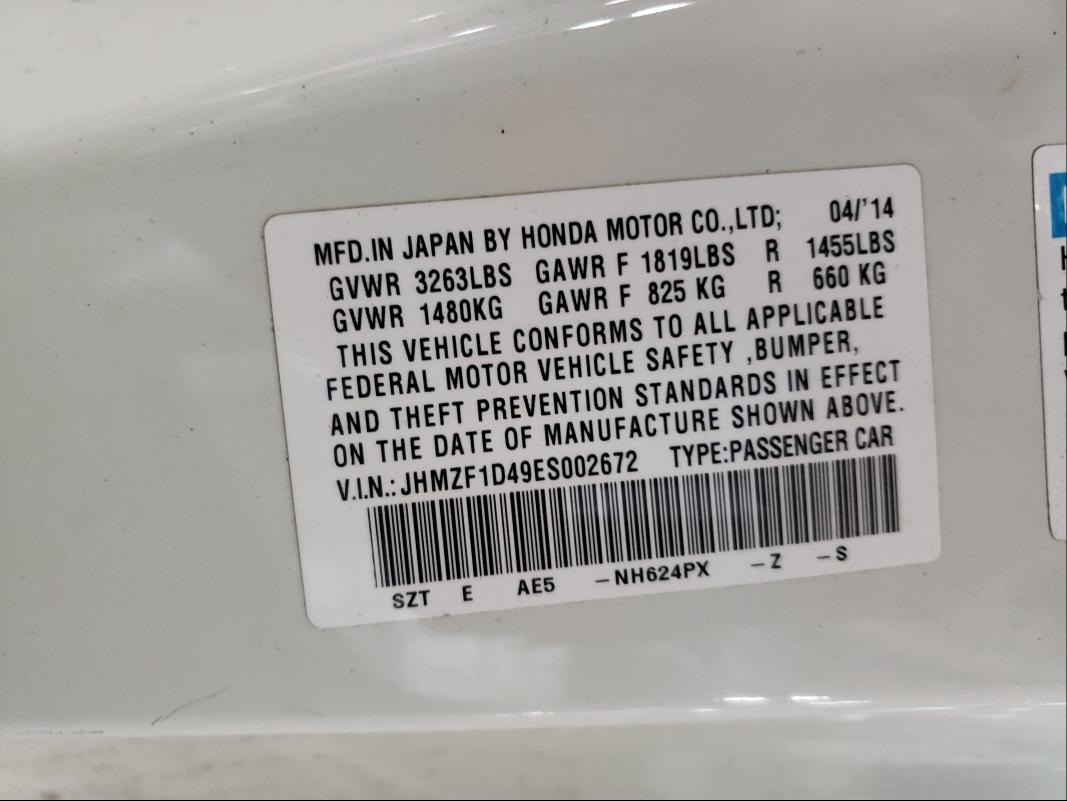 MFD.IN JAPAN BY HONDA MOTOR CO.,LTD; 04/'14
GVWR 3263LBS GAWR F 1819LBS R 1455LBS
GVWR 1480KG GAWR F 825 KG R 660 KG
THIS VEHICLE CONFORMS TO ALL APPLICABLE
FEDERAL MOTOR VEHICLE SAFETY ,BUMPER,
AND THEFT PREVENTION STANDARDS IN EFFECT
ON THE DATE OF MANUFACTURE SHOWN ABOVE.
V.I.N.: JHMZF1D49ES002672 TYPE:PASSENGER CAR
SZT E AE5 –NH624PX –Z –S